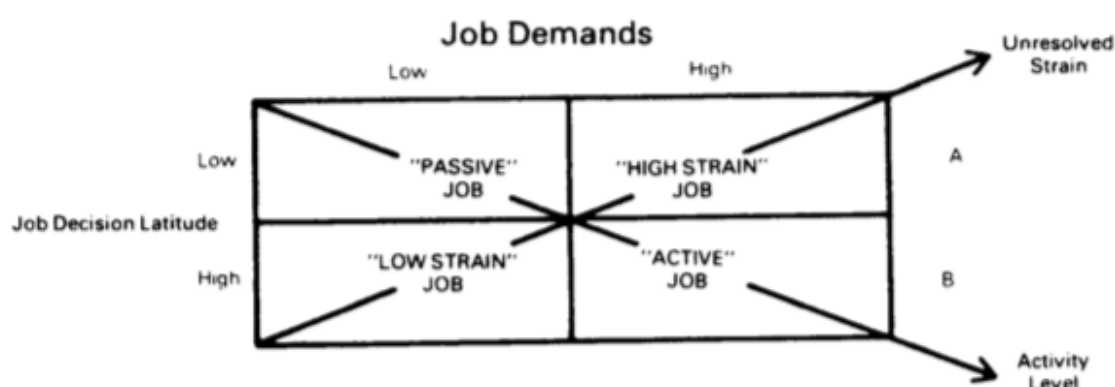 Job Demands
Unresolved
Strain
Low
High
Low
"PASSIVE"
JOB
"HIGH STRAIN"
JOB
A
Job Decision Latitude
High
"LOW STRAIN"
JOB
"ACTIVE"
JOB
B
Activity
Level